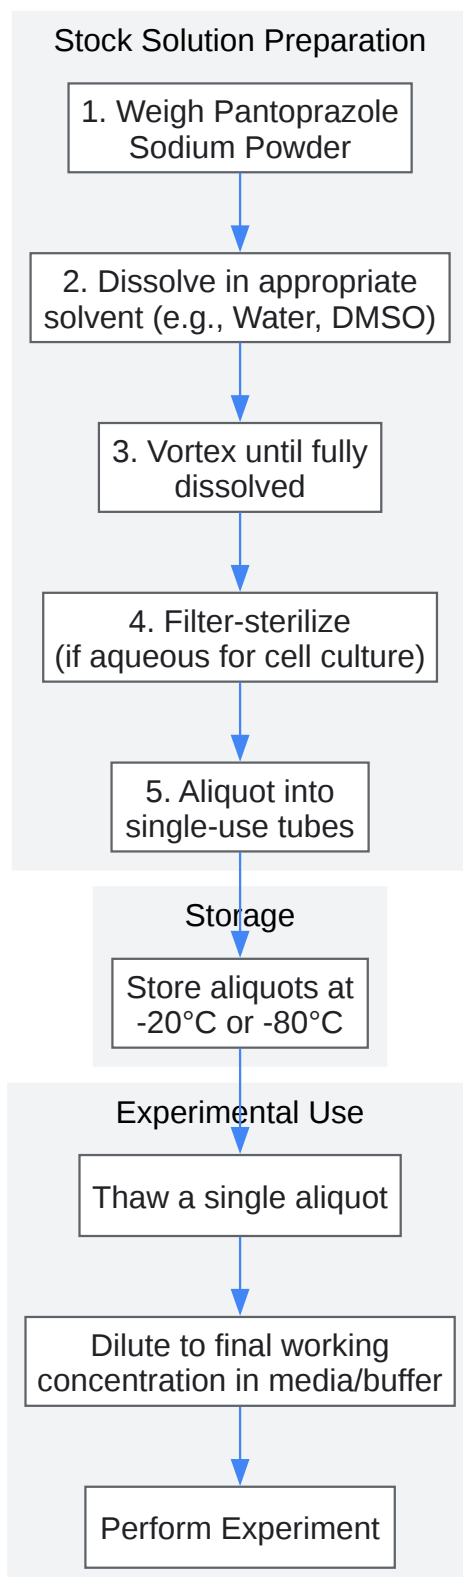 Stock Solution Preparation
1. Weigh Pantoprazole
Sodium Powder
2. Dissolve in appropriate
solvent (e.g., Water, DMSO)
3. Vortex until fully
dissolved
4. Filter-sterilize
(if aqueous for cell culture)
5. Aliquot into
single-use tubes
Storage
Store aliquots at
-20°C or -80°C
Experimental Use
Thaw a single aliquot
Dilute to final working
concentration in media/buffer
Perform Experiment